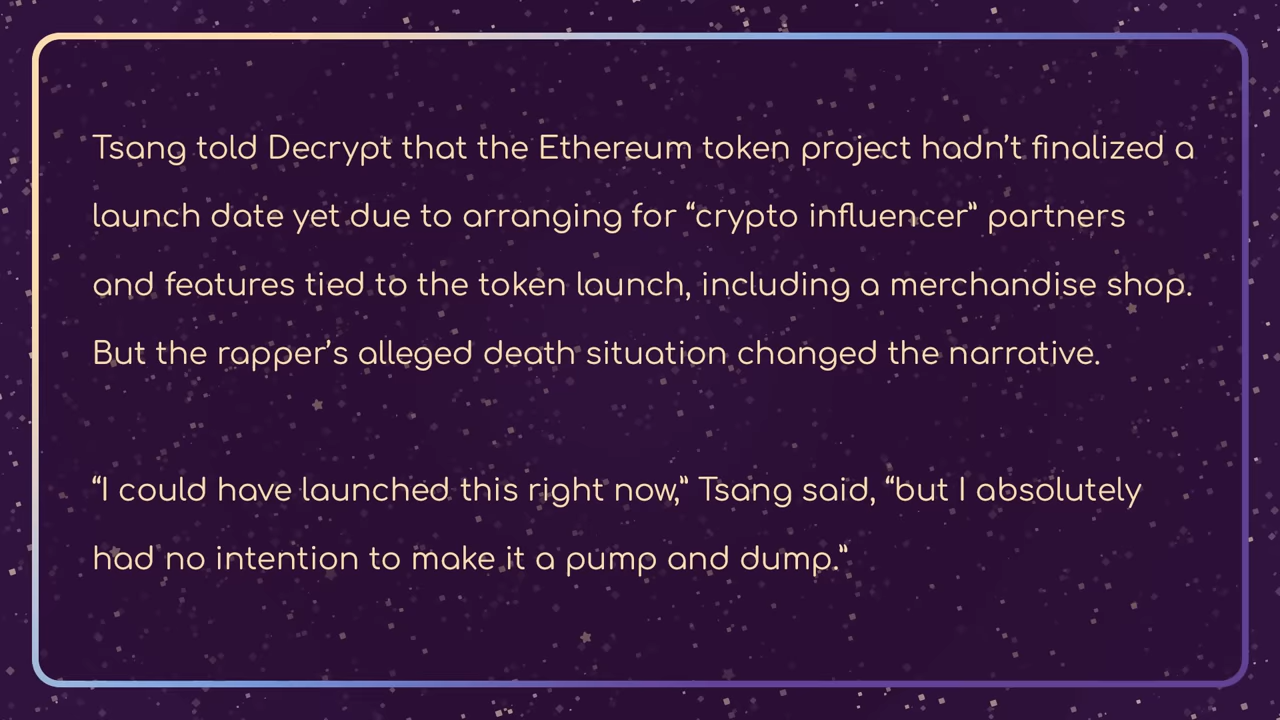 Tsang told Decrypt that the Ethereum token project hadn’t finalized a
launch date yet due to arranging for “crypto influencer” partners
and features tied to the token launch, including a merchandise shop.
But the rapper’s alleged death situation changed the narrative.
“I could have launched this right now,” Tsang said, “but I absolutely
had no intention to make it a pump and dump.”